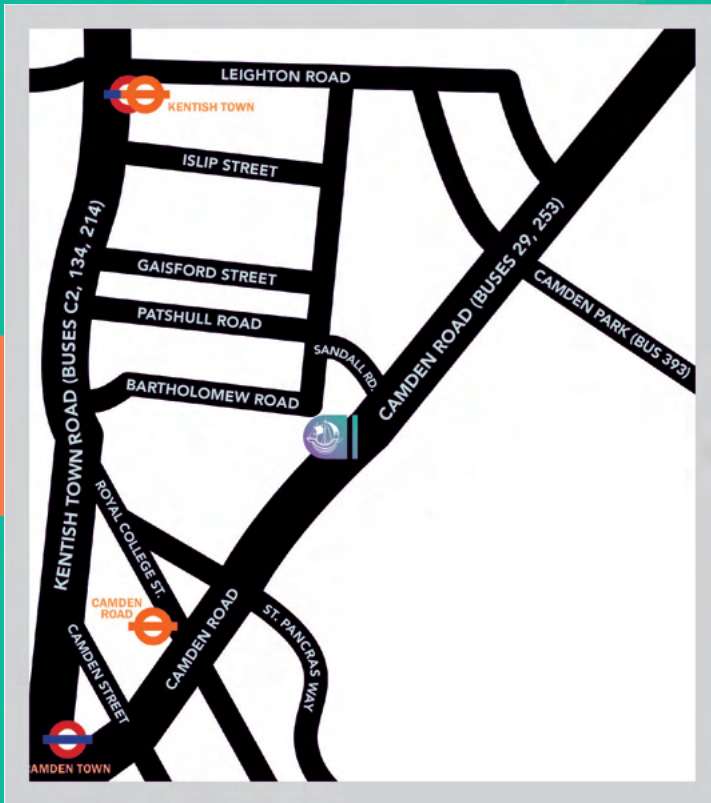 LEIGHTON ROAD
KENTISH TOWN
ISLIP STREET
KENTISH TOWN ROAD (BUSES C2, 134, 214)
GAISFORD STREET
CAMDEN ROAD (BUSES 29, 253)
CAMDEN PARK (BUS 393)
PATSHULL ROAD
SANDALL RD.
BARTHOLOMEW ROAD
ROYAL COLLEGE ST.
CAMDEN
ROAD
CAMDEN ROAD
ST. PANCRAS WAY
CAMDEN STREET
AMDEN TOWN